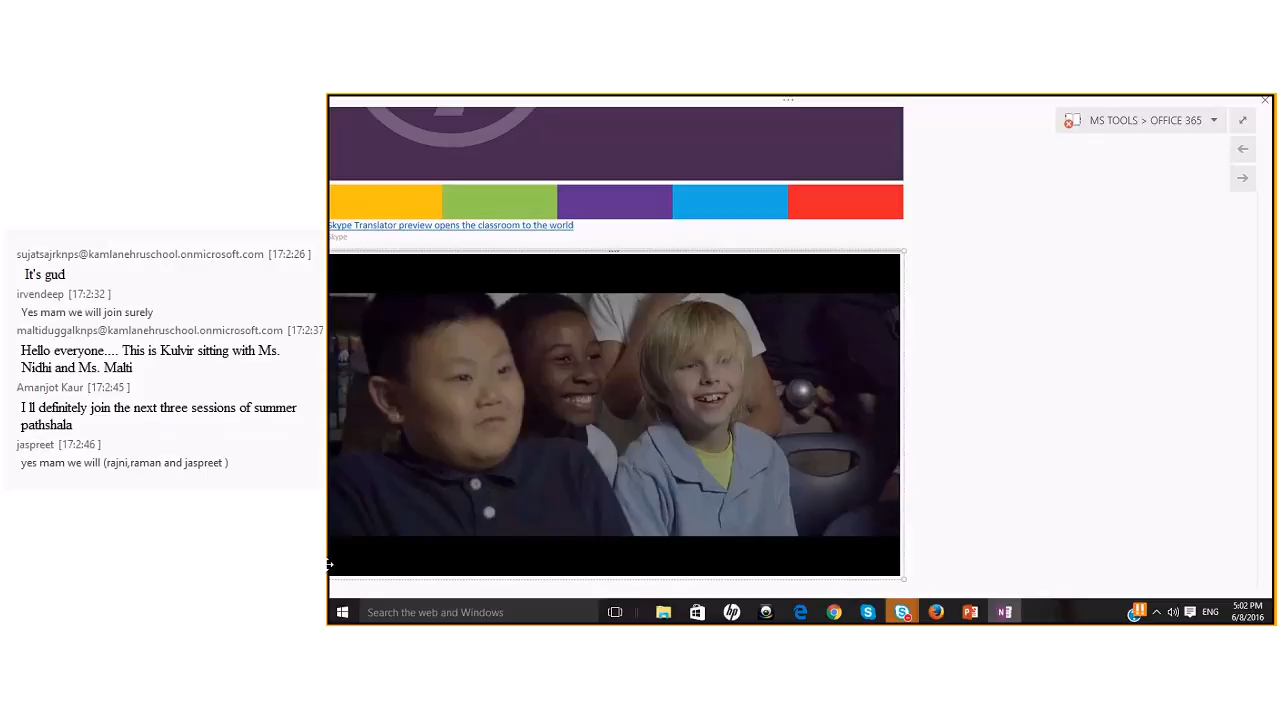 sujatsajrknps@kamlanehruschool.onmicrosoft.com [17:2:26 ]
It's gud
irvendeep [17:2:32 ]
Yes mam we will join surely
maltiduggalknps@kamlanehruschool.onmicrosoft.com [17:2:37
Hello everyone.... This is Kulvir sitting with Ms.
Nidhi and Ms. Malti
Amanjot Kaur [17:2:45 ]
I ll definitely join the next three sessions of summer
pathshala
jaspreet [17:2:46 ]
yes mam we will (rajni,raman and jaspreet )
MS TOOLS > OFFICE 365
Skype Translator preview opens the classroom to the world
Skype
Search the web and Windows
ENG
5:02 PM
6/8/2016